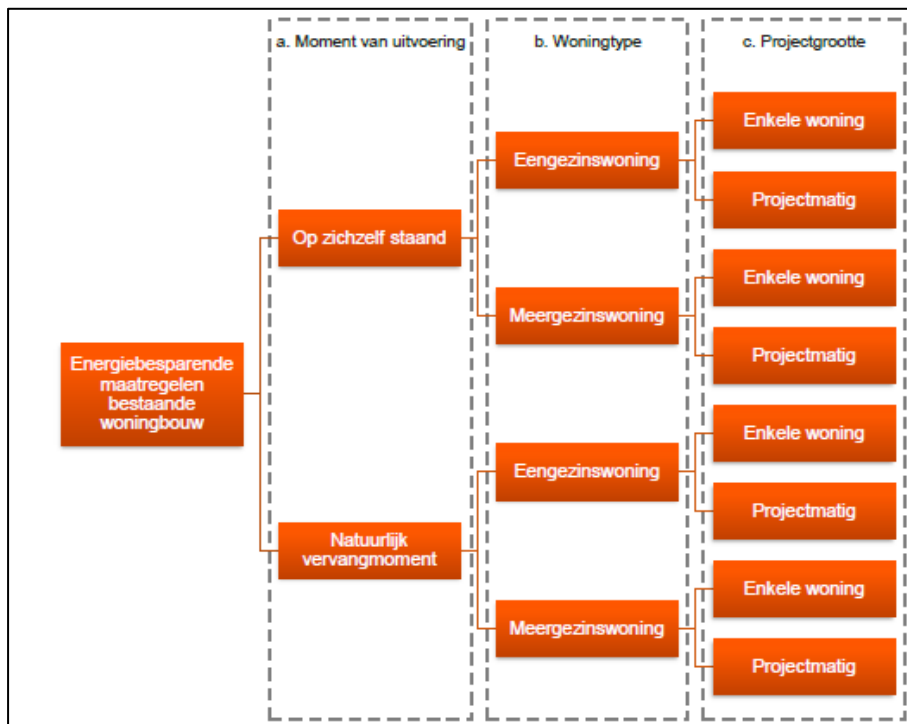 a. Moment van uitvoering
b. Woningtype
c. Projectgrootte
Energiebesparende
maatregelen
bestaande
woningbouw
Op zichzelf staand
Eengezinswoning
Enkele woning
Projectmatig
Meergezinswoning
Enkele woning
Projectmatig
Natuurlijk
vervangmoment
Eengezinswoning
Enkele woning
Projectmatig
Meergezinswoning
Enkele woning
Projectmatig